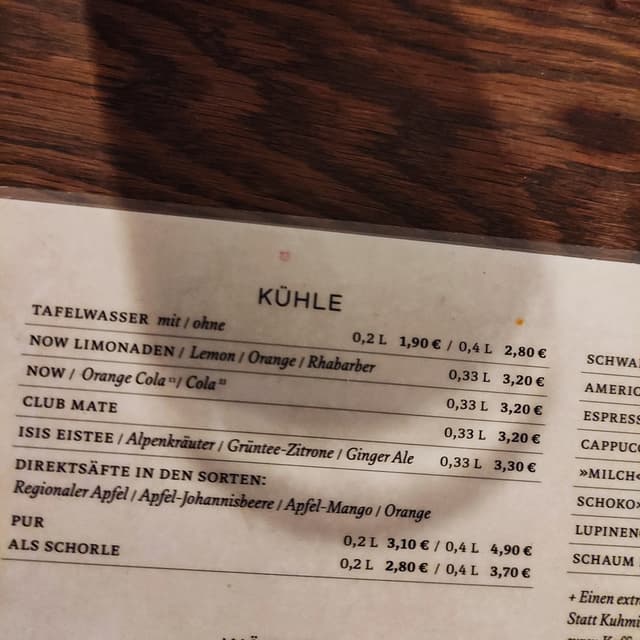 KÜHLE
TAFELWASSER mit / ohne 0,2 L 1,90 € / 0,4 L 2,80 €
NOW LIMONADEN / Lemon / Orange / Rhabarber 0,33 L 3,20 €
NOW / Orange Cola / Cola 0,33 L 3,20 €
CLUB MATE 0,33 L 3,20 €
ISIS EISTEE / Alpenkräuter / Grüntee-Zitrone / Ginger Ale 0,33 L 3,30 €
DIREKTSÄFTE IN DEN SORTEN:
Regionaler Apfel / Apfel-Johannisbeere / Apfel-Mango / Orange
PUR 0,2 L 3,10 € / 0,4 L 4,90 €
ALS SCHORLE 0,2 L 2,80 € / 0,4 L 3,70 €
SCHWA
AMERIC
ESPRESS
CAPPUC
»MILCH«
SCHOKO»
LUPINEN
SCHAUM
+ Einen extr
Statt Kuhmi